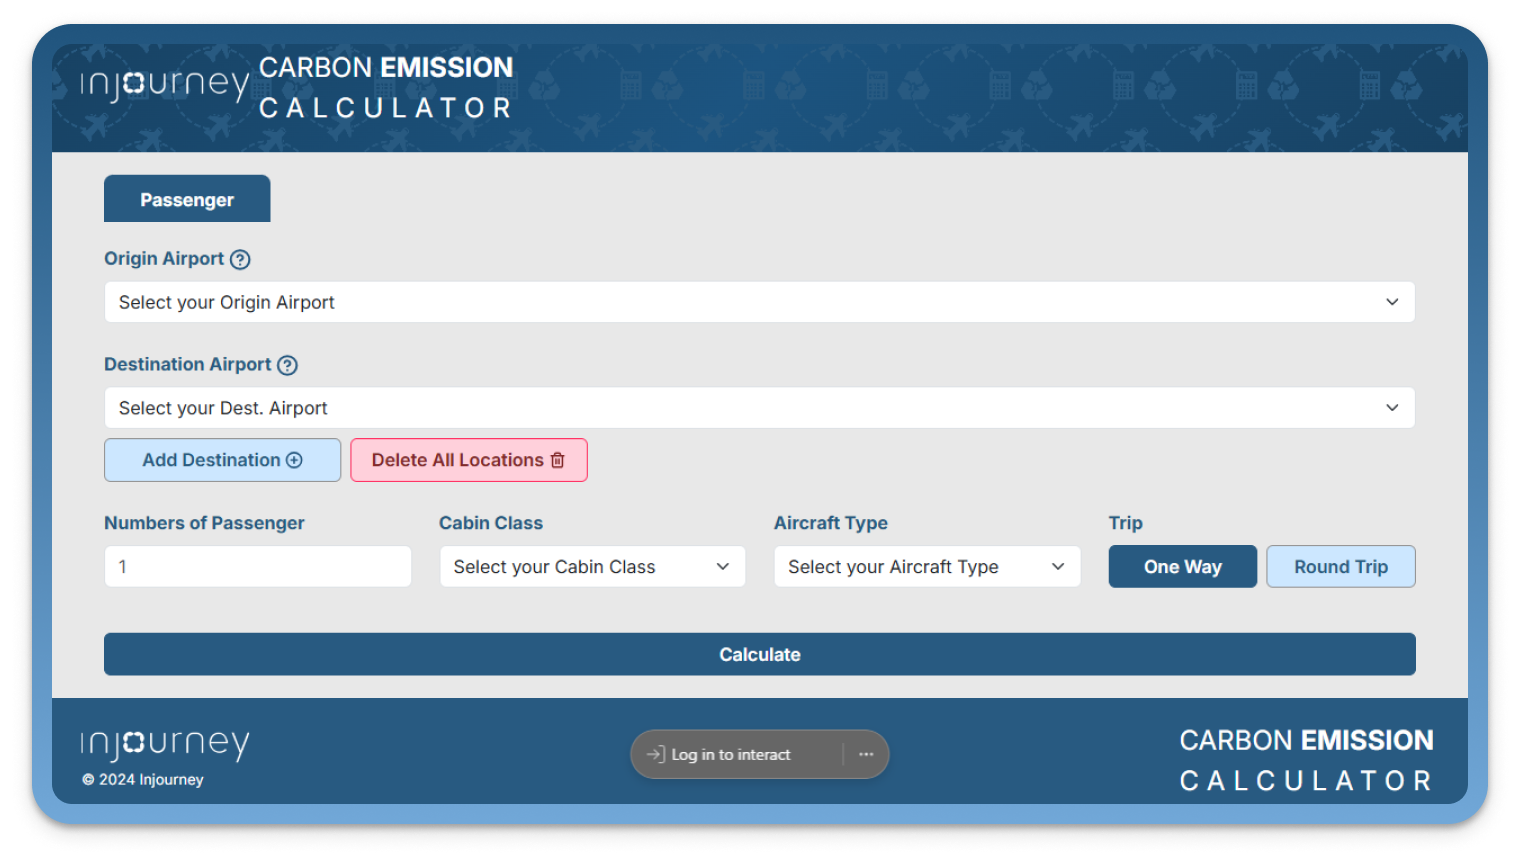 injourney CARBON EMISSION
CALCULATOR
Passenger
Origin Airport
Select your Origin Airport
Destination Airport
Select your Dest. Airport
Add Destination Delete All Locations
Numbers of Passenger Cabin Class Aircraft Type Trip
1 Select your Cabin Class Select your Aircraft Type One Way Round Trip
Calculate
injourney
© 2024 Injourney
Log in to interact
CARBON EMISSION
CALCULATOR